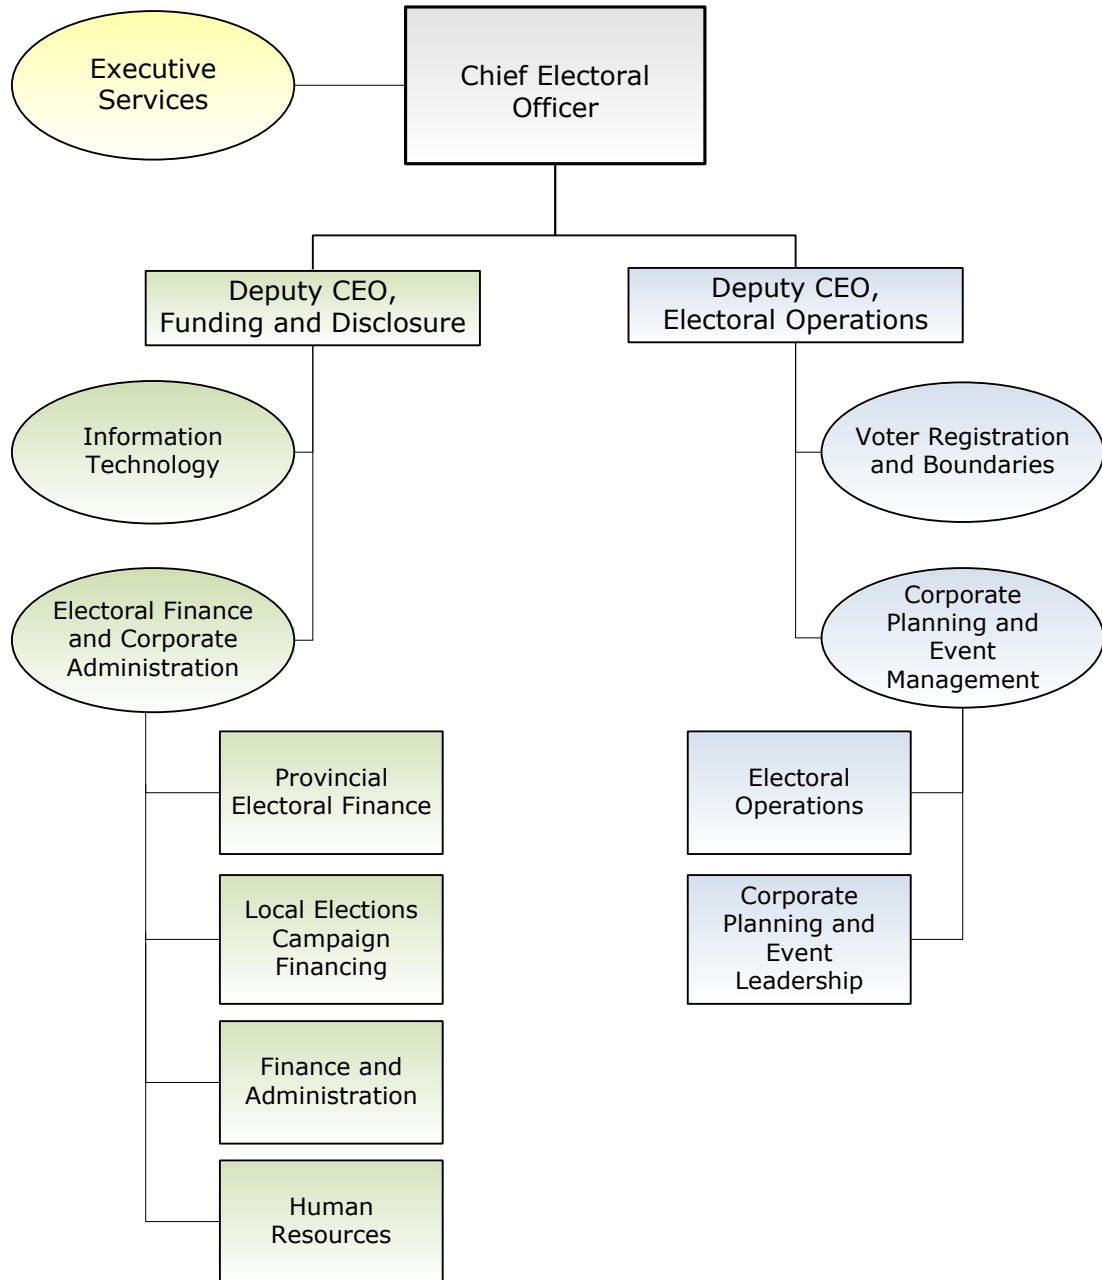 Executive
Services
Chief Electoral
Officer
Deputy CEO,
Funding and Disclosure
Deputy CEO,
Electoral Operations
Information
Technology
Voter Registration
and Boundaries
Electoral Finance
and Corporate
Administration
Corporate
Planning and
Event
Management
Provincial
Electoral Finance
Electoral
Operations
Local Elections
Campaign
Financing
Corporate
Planning and
Event
Leadership
Finance and
Administration
Human
Resources